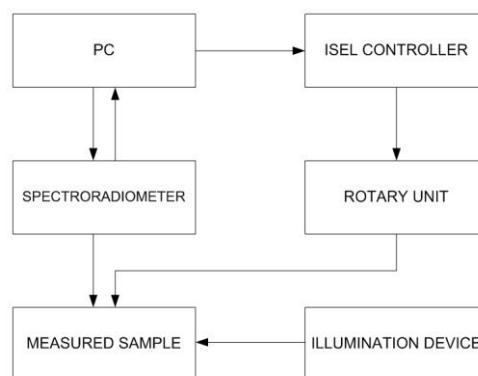 PC
ISEL CONTROLLER
SPECTRORADIOMETER
ROTARY UNIT
MEASURED SAMPLE
ILLUMINATION DEVICE